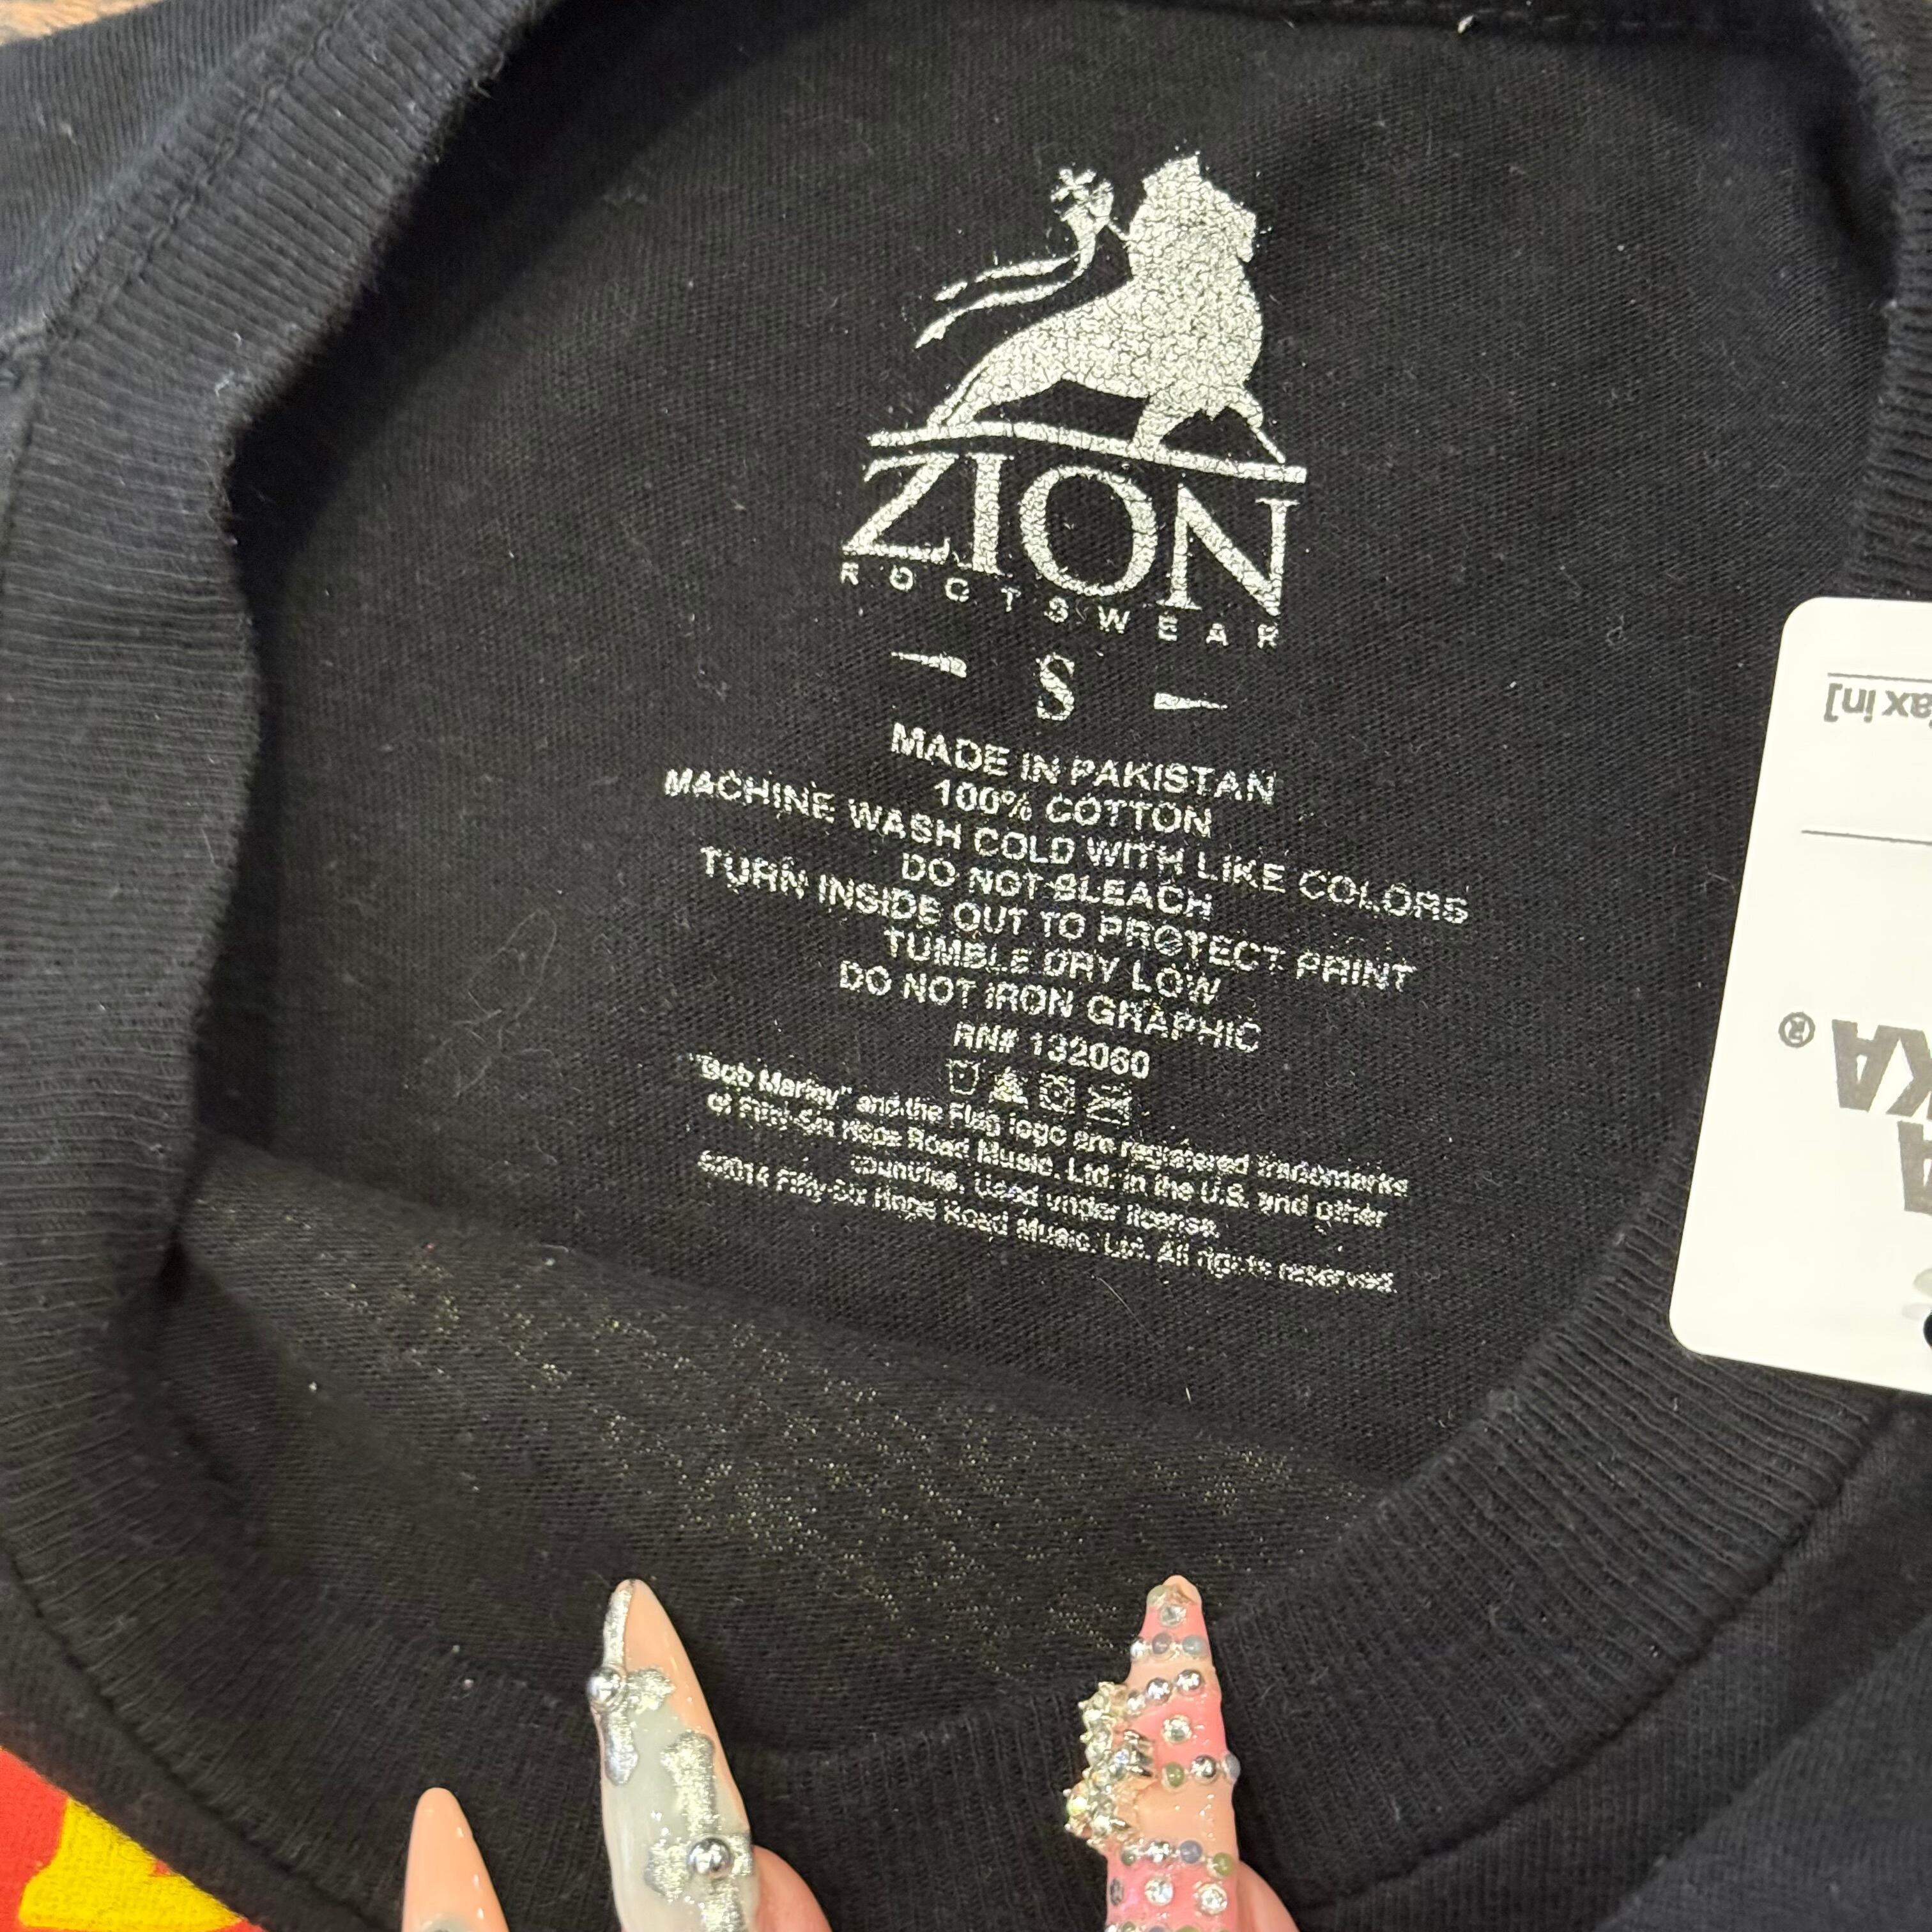 ZION
ROOTSWEAR
S
MADE IN PAKISTAN
100% COTTON
MACHINE WASH COLD WITH LIKE COLORS
DO NOT BLEACH
TURN INSIDE OUT TO PROTECT PRINT
TUMBLE DRY LOW
DO NOT IRON GRAPHIC
RN# 132060
"Bob Marley" and the Flag logo are registered trademarks
of Fifty-Six Hope Road Music, Ltd. in the U.S. and other
countries. Used under license.
©2014 Fifty-Six Hope Road Music, Ltd. All rights reserved.
ax in]
®